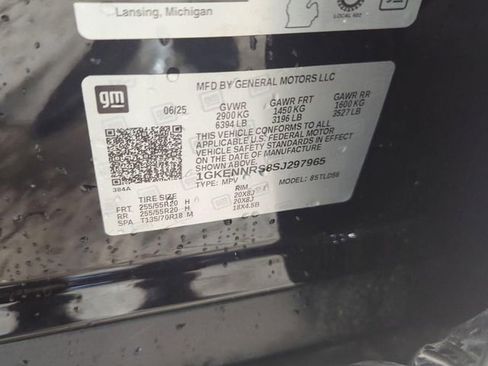 Lansing, Michigan
LOCAL 602
gm
MFD BY GENERAL MOTORS LLC
06/25 GVWR GAWR FRT GAWR RR
2900 KG 1450 KG 1600 KG
6394 LB 3196 LB 3527 LB
THIS VEHICLE CONFORMS TO ALL
APPLICABLE U.S. FEDERAL MOTOR
VEHICLE SAFETY STANDARDS IN EFFECT
ON THE DATE OF MANUFACTURE
SHOWN ABOVE.
1GKENNRS8SJ297965
384A
TYPE: MPV MODEL:
TIRE SIZE RIM
FRT 255/55R20 H 20X8J
RR 255/55R20 H 20X8J
SPA T135/70R18 M 18X4.5B